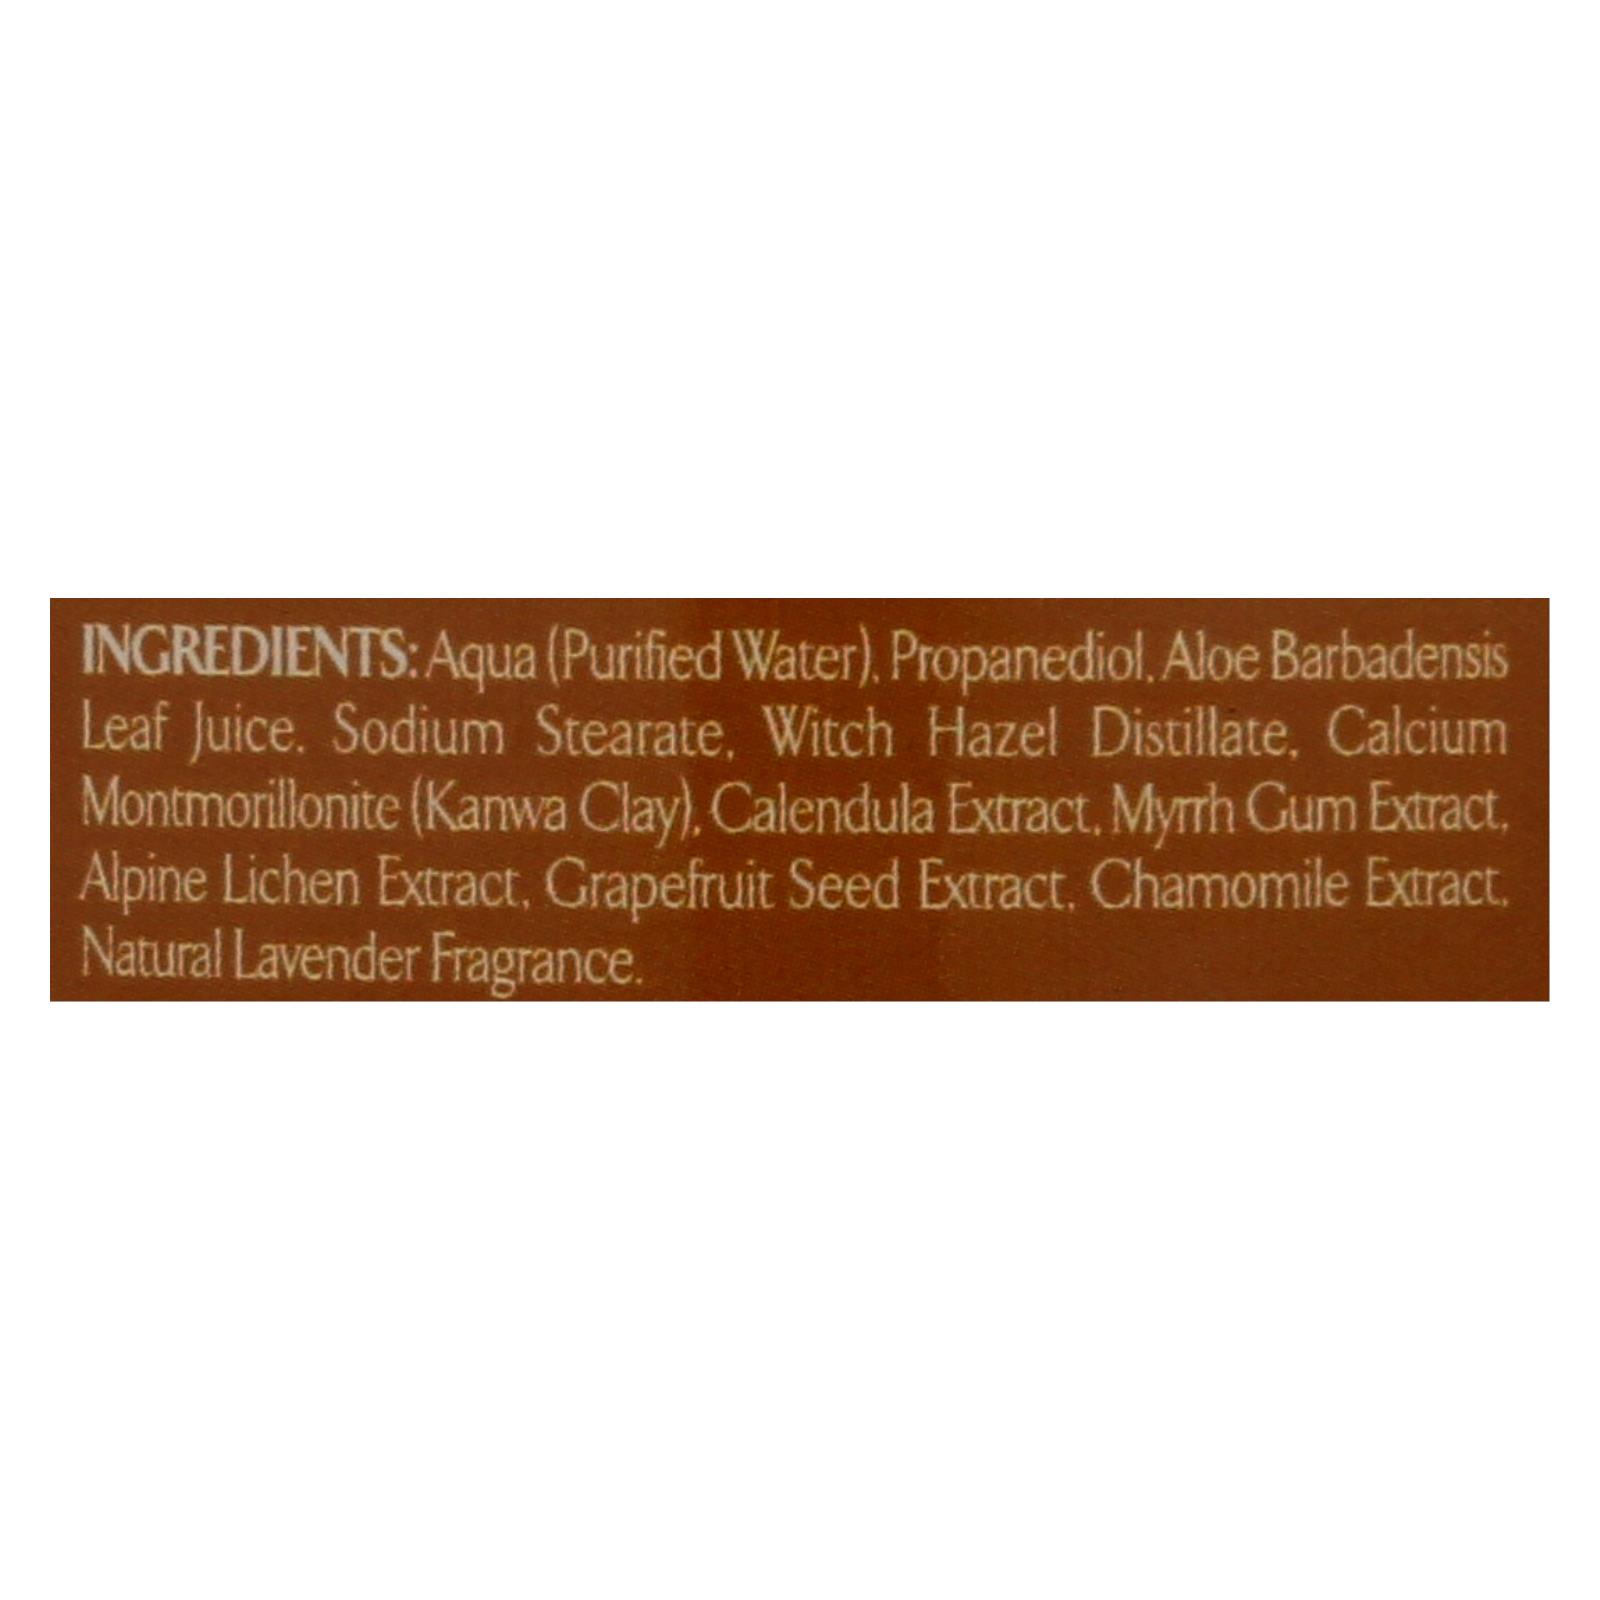 INGREDIENTS: Aqua (Purified Water), Propanediol, Aloe Barbadensis
Leaf Juice, Sodium Stearate, Witch Hazel Distillate, Calcium
Montmorillonite (Kanwa Clay), Calendula Extract, Myrrh Gum Extract,
Alpine Lichen Extract, Grapefruit Seed Extract, Chamomile Extract,
Natural Lavender Fragrance.